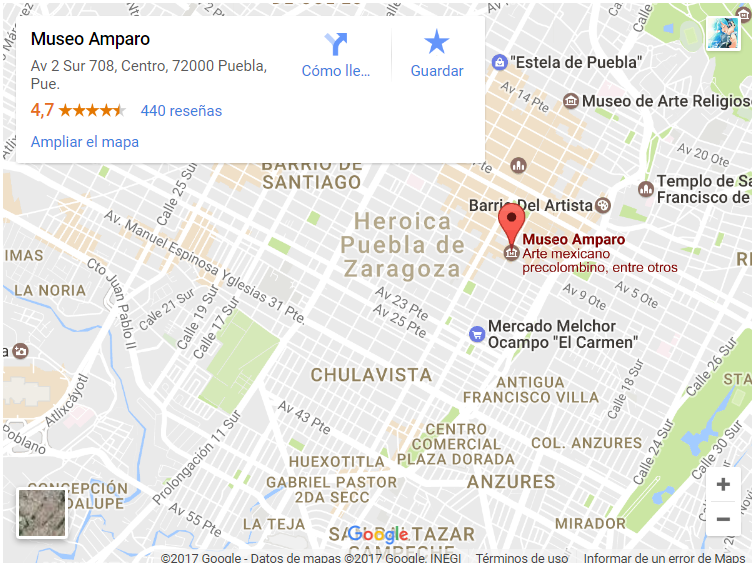 Museo Amparo
Av 2 Sur 708, Centro, 72000 Puebla,
Pue.
4,7
440 reseñas
Ampliar el mapa
Cómo lle...
Guardar
"Estela de Puebla"
Av 14 Pte
Museo de Arte Religios
Av 20 Ote
Templo de Sa
Francisco de
BARRIO DE
SANTIAGO
Calle 25 Sur
Barrio Del Artista
Heroica
Puebla de
Zaragoza
Museo Amparo
Arte mexicano
precolombino, entre otros
Av. Manuel Espinosa Yglesias 31 Pte.
IMAS
LA NORIA
Cto Juan Pablo II
Calle 21 Sur
Calle 19 Sur
Calle 17 Sur
Av 23 Pte
Av 25 Pte
Av 9 Ote
Av 5 Ote
Mercado Melchor
Ocampo "El Carmen"
CHULAVISTA
ANTIGUA
FRANCISCO VILLA
Calle 18 Sur
Calle 26 Sur
Atlixcayotl
poblano
Av 43 Pte
Prolongación 11 Sur
CENTRO
COMERCIAL
PLAZA DORADA
COL. ANZURES
Calle 24 Sur
Calle 30 Sur
HUEXOTITLA
GABRIEL PASTOR
2DA SECC
ANZURES
CONCEPCIÓN
GUADALUPE
Av 55 Pte
LA TEJA
MIRADOR
SAN BALTAZAR
CAMPECHE
Google
+
−
©2017 Google - Datos de mapas ©2017 Google, INEGI
Términos de uso
Informar de un error de Maps